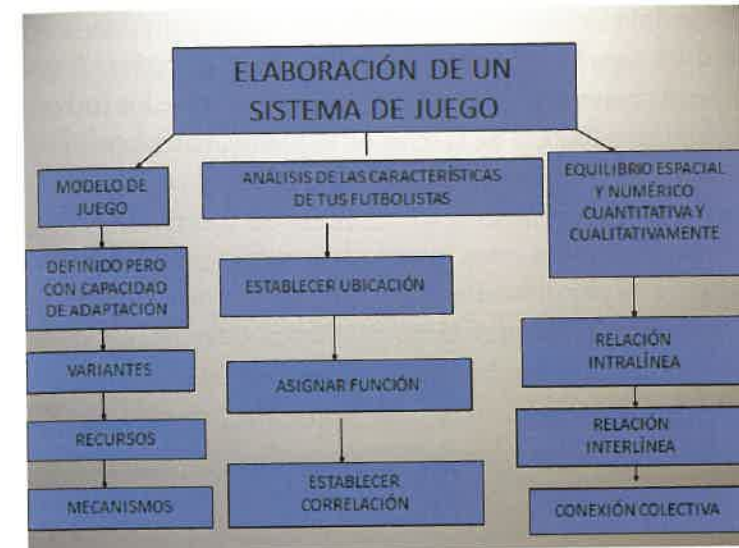 ELABORACIÓN DE UN
SISTEMA DE JUEGO
MODELO DE
JUEGO
DEFINIDO PERO
CON CAPACIDAD
DE ADAPTACIÓN
VARIANTES
RECURSOS
MECANISMOS
ANÁLISIS DE LAS CARACTERÍSTICAS
DE TUS FUTBOLISTAS
ESTABLECER UBICACIÓN
ASIGNAR FUNCIÓN
ESTABLECER
CORRELACIÓN
EQUILIBRIO ESPACIAL
Y NUMÉRICO
CUANTITATIVA Y
CUALITATIVAMENTE
RELACIÓN
INTRALÍNEA
RELACIÓN
INTERLÍNEA
CONEXIÓN COLECTIVA